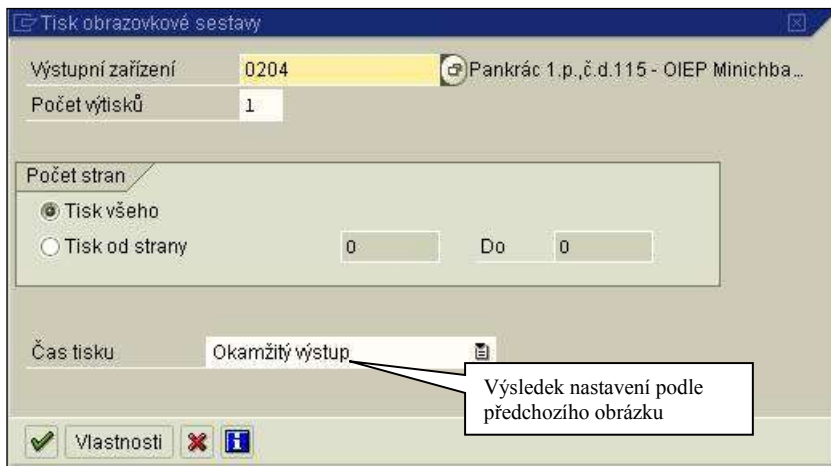 Tisk obrazovkové sestavy
Výstupní zařízení 0204 Pankrác 1.p.,č.d.115 - OIEP Minichba...
Počet výtisků 1
Počet stran
Tisk všeho
Tisk od strany 0 Do 0
Čas tisku Okamžitý výstup
Výsledek nastavení podle
předchozího obrázku
Vlastnosti